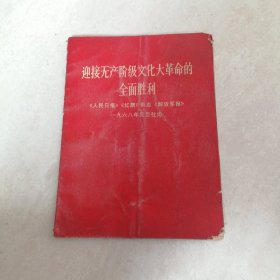 迎接无产阶级文化大革命的
全面胜利
《人民日报》《红旗》杂志《解放军报》
一九六八年元旦社论